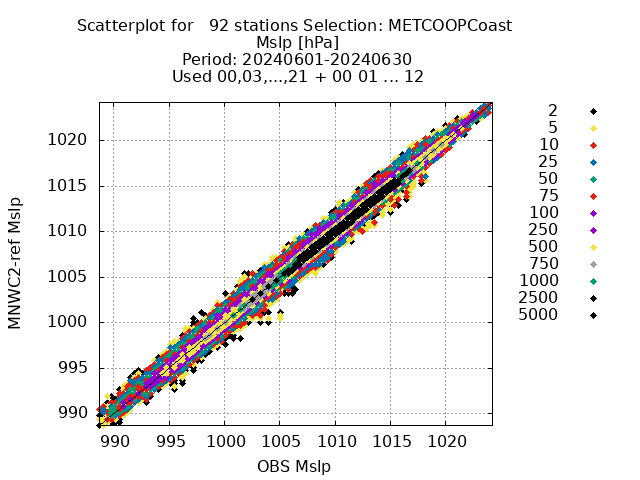 Scatterplot for   92 stations Selection: METCOOPCoast
Mslp [hPa]
Period: 20240601-20240630
Used 00,03,...,21 + 00 01 ... 12
MNWC2-ref Mslp
1020
1015
1010
1005
1000
995
990
990 995 1000 1005 1010 1015 1020
OBS Mslp
2
5
10
25
50
75
100
250
500
750
1000
2500
5000